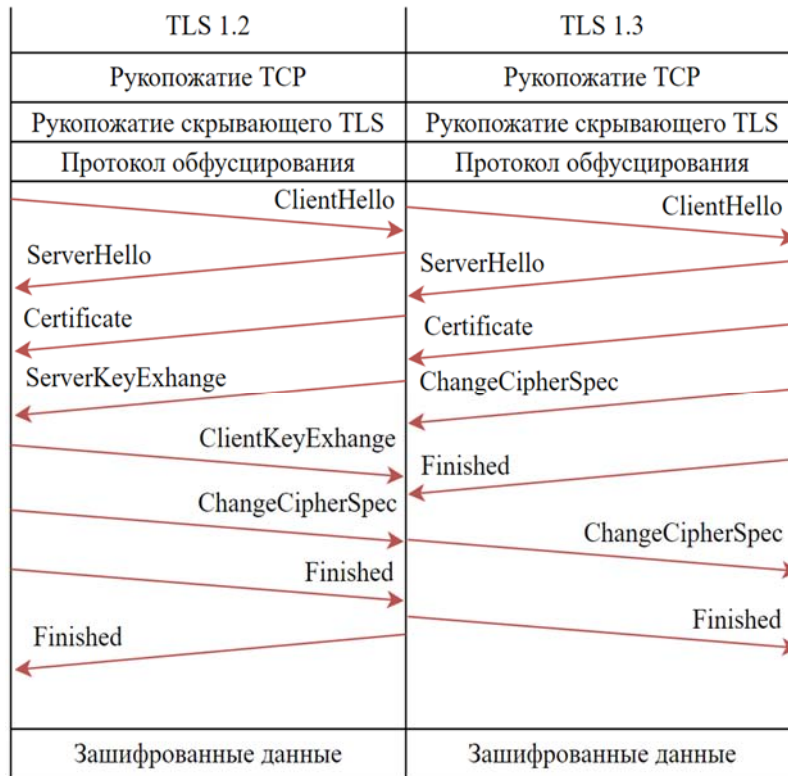 TLS 1.2
TLS 1.3
Рукопожатие TCP
Рукопожатие TCP
Рукопожатие скрывающего TLS
Рукопожатие скрывающего TLS
Протокол обфусцирования
Протокол обфусцирования
ClientHello
ServerHello
Certificate
ServerKeyExhange
ClientKeyExhange
ChangeCipherSpec
Finished
Finished
ClientHello
ServerHello
Certificate
ChangeCipherSpec
Finished
ChangeCipherSpec
Finished
Зашифрованные данные
Зашифрованные данные